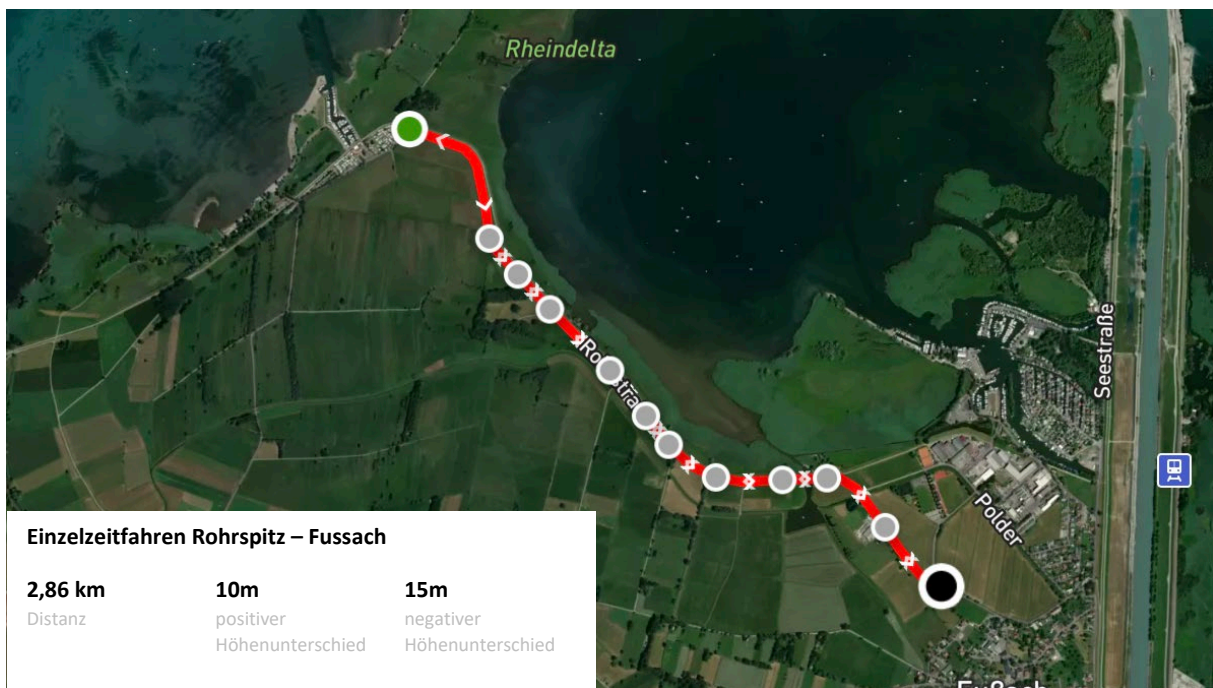 Rheindelta
Seestraße
Polder
Einzelzeitfahren Rohrspitz – Fussach
2,86 km
Distanz
10m
positiver
Höhenunterschied
15m
negativer
Höhenunterschied